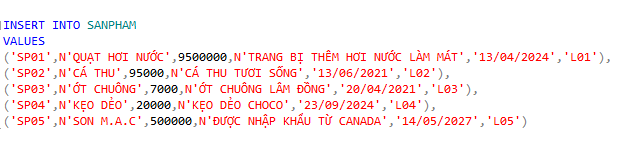 INSERT INTO SANPHAM
VALUES
('SP01',N'QUẠT HƠI NƯỚC',9500000,N'TRANG BỊ THÊM HƠI NƯỚC LÀM MÁT','13/04/2024','L01'),
('SP02',N'CÁ THU',95000,N'CÁ THU TƯƠI SỐNG','13/06/2021','L02'),
('SP03',N'ỚT CHUÔNG',7000,N'ỚT CHUÔNG LÂM ĐỒNG','20/04/2021','L03'),
('SP04',N'KẸO DẺO',20000,N'KẸO DẺO CHOCO','23/09/2024','L04'),
('SP05',N'SON M.A.C',500000,N'ĐƯỢC NHẬP KHẨU TỪ CANADA','14/05/2027','L05')